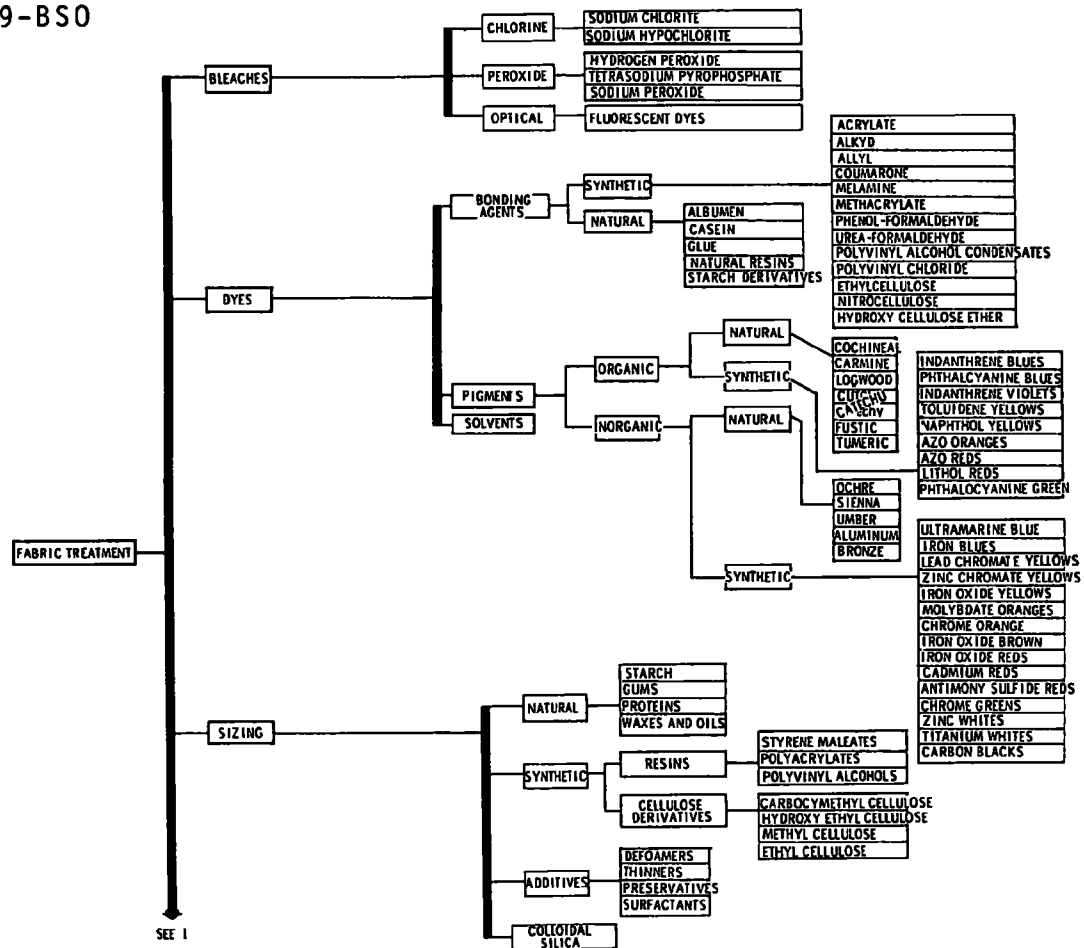 9-BSO
FABRIC TREATMENT
SEE 1
BLEACHES
CHLORINE
SODIUM CHLORITE
SODIUM HYPOCHLORITE
PEROXIDE
HYDROGEN PEROXIDE
TETRASODIUM PYROPHOSPHATE
SODIUM PEROXIDE
OPTICAL
FLUORESCENT DYES
DYES
BONDING
AGENTS
SYNTHETIC
ACRYLATE
ALKYD
ALLYL
COUMARONE
MELAMINE
METHACRYLATE
PHENOL-FORMALDEHYDE
UREA-FORMALDEHYDE
POLYVINYL ALCOHOL CONDENSATES
POLYVINYL CHLORIDE
ETHYLCELLULOSE
NITROCELLULOSE
HYDROXY CELLULOSE ETHER
NATURAL
ALBUMEN
CASEIN
GLUE
NATURAL RESINS
STARCH DERIVATIVES
PIGMENTS
ORGANIC
NATURAL
COCHINEAL
CARMINE
LOGWOOD
CUTCHU
FUSTIC
TUMERIC
SYNTHETIC
INDANTHRENE BLUES
PHTHALCYANINE BLUES
INDANTHRENE VIOLETS
TOLUIDENE YELLOWS
NAPHTHOL YELLOWS
AZO ORANGES
AZO REDS
LITHOL REDS
PHTHALOCYANINE GREEN
INORGANIC
NATURAL
OCHRE
SIENNA
UMBER
ALUMINUM
BRONZE
SYNTHETIC
ULTRAMARINE BLUE
IRON BLUES
LEAD CHROMATE YELLOWS
ZINC CHROMATE YELLOWS
IRON OXIDE YELLOWS
MOLYBDATE ORANGES
CHROME ORANGE
IRON OXIDE BROWN
IRON OXIDE REDS
CADMIUM REDS
ANTIMONY SULFIDE REDS
CHROME GREENS
ZINC WHITES
TITANIUM WHITES
CARBON BLACKS
SOLVENTS
SIZING
NATURAL
STARCH
GUMS
PROTEINS
WAXES AND OILS
SYNTHETIC
RESINS
STYRENE MALEATES
POLYACRYLATES
POLYVINYL ALCOHOLS
CELLULOSE
DERIVATIVES
CARBOCYMETHYL CELLULOSE
HYDROXY ETHYL CELLULOSE
METHYL CELLULOSE
ETHYL CELLULOSE
ADDITIVES
DEFOAMERS
THINNERS
PRESERVATIVES
SURFACTANTS
COLLOIDAL
SILICA